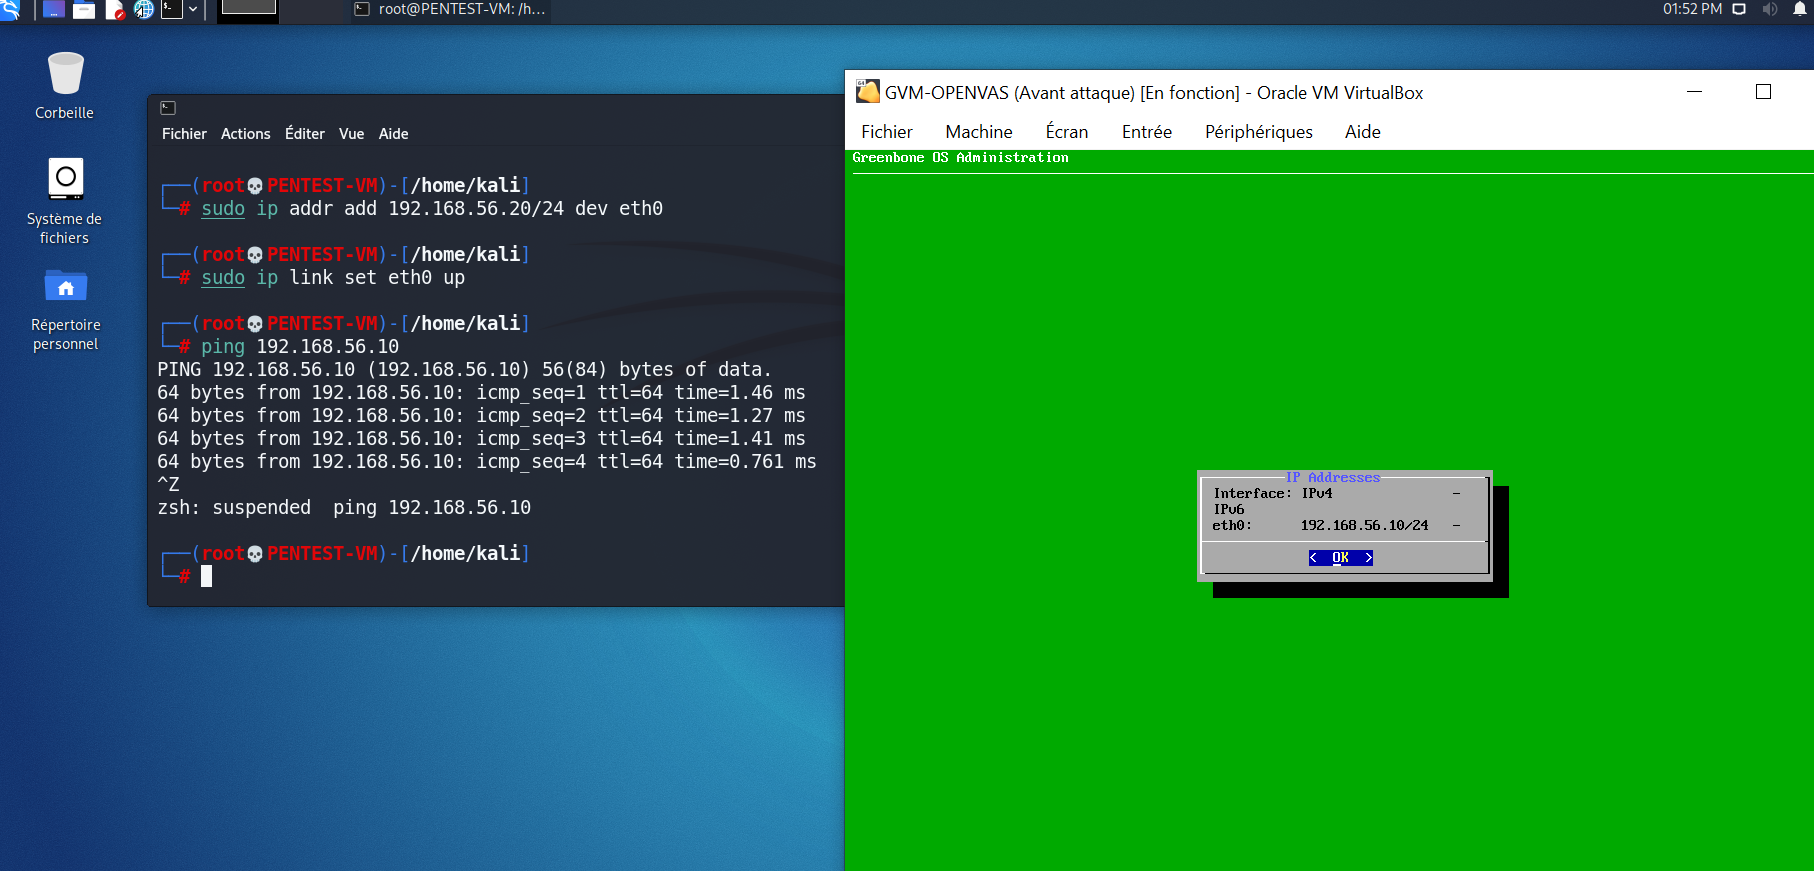 root@PENTEST-VM: /h...
01:52 PM
Corbeille
Système de
fichiers
Répertoire
personnel
Fichier Actions Éditer Vue Aide
┌──(root💀PENTEST-VM)-[/home/kali]
└─# sudo ip addr add 192.168.56.20/24 dev eth0
┌──(root💀PENTEST-VM)-[/home/kali]
└─# sudo ip link set eth0 up
┌──(root💀PENTEST-VM)-[/home/kali]
└─# ping 192.168.56.10
PING 192.168.56.10 (192.168.56.10) 56(84) bytes of data.
64 bytes from 192.168.56.10: icmp_seq=1 ttl=64 time=1.46 ms
64 bytes from 192.168.56.10: icmp_seq=2 ttl=64 time=1.27 ms
64 bytes from 192.168.56.10: icmp_seq=3 ttl=64 time=1.41 ms
64 bytes from 192.168.56.10: icmp_seq=4 ttl=64 time=0.761 ms
^Z
zsh: suspended  ping 192.168.56.10
┌──(root💀PENTEST-VM)-[/home/kali]
└─#
GVM-OPENVAS (Avant attaque) [En fonction] - Oracle VM VirtualBox
Fichier Machine Écran Entrée Périphériques Aide
Greenbone OS Administration
IP Addresses
Interface: IPv4 -
IPv6
eth0: 192.168.56.10/24 -
< OK >